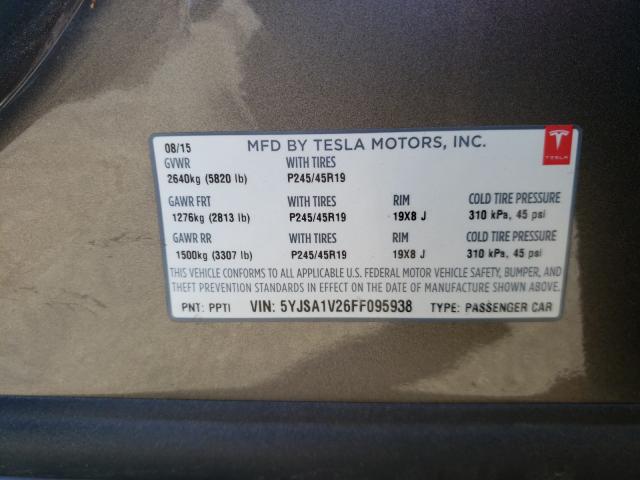 08/15 MFD BY TESLA MOTORS, INC.
GVWR WITH TIRES
2640kg (5820 lb) P245/45R19
TESLA
GAWR FRT WITH TIRES RIM COLD TIRE PRESSURE
1276kg (2813 lb) P245/45R19 19X8 J 310 kPa, 45 psi
GAWR RR WITH TIRES RIM COLD TIRE PRESSURE
1500kg (3307 lb) P245/45R19 19X8 J 310 kPa, 45 psi
THIS VEHICLE CONFORMS TO ALL APPLICABLE U.S. FEDERAL MOTOR VEHICLE SAFETY, BUMPER, AND
THEFT PREVENTION STANDARDS IN EFFECT ON THE DATE OF MANUFACTURE SHOWN ABOVE.
PNT: PPTI VIN: 5YJSA1V26FF095938 TYPE: PASSENGER CAR